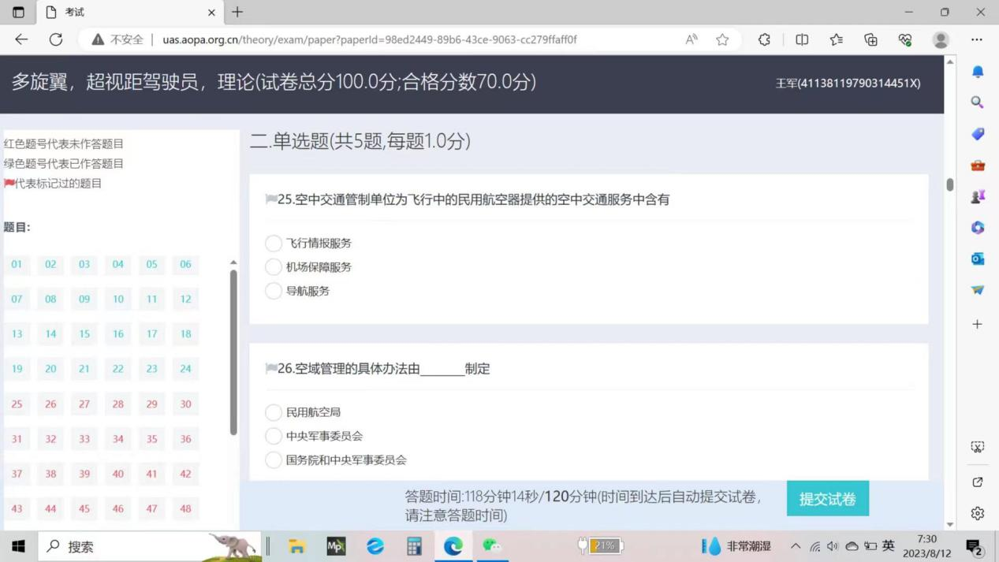 考试
不安全
uas.aopa.org.cn/theory/exam/paper?paperId=98ed2449-89b6-43ce-9063-cc279ffaff0f
多旋翼，超视距驾驶员，理论(试卷总分100.0分;合格分数70.0分)
王军(41138119790314451X)
红色题号代表未作答题目
绿色题号代表已作答题目
代表标记过的题目
题目:
01 02 03 04 05 06
07 08 09 10 11 12
13 14 15 16 17 18
19 20 21 22 23 24
25 26 27 28 29 30
31 32 33 34 35 36
37 38 39 40 41 42
43 44 45 46 47 48
二.单选题(共5题,每题1.0分)
25.空中交通管制单位为飞行中的民用航空器提供的空中交通服务中含有
飞行情报服务
机场保障服务
导航服务
26.空域管理的具体办法由_______制定
民用航空局
中央军事委员会
国务院和中央军事委员会
答题时间:118分钟14秒/120分钟(时间到达后自动提交试卷,
请注意答题时间)
提交试卷
搜索
Mp
21%
非常潮湿
英
7:30
2023/8/12
2